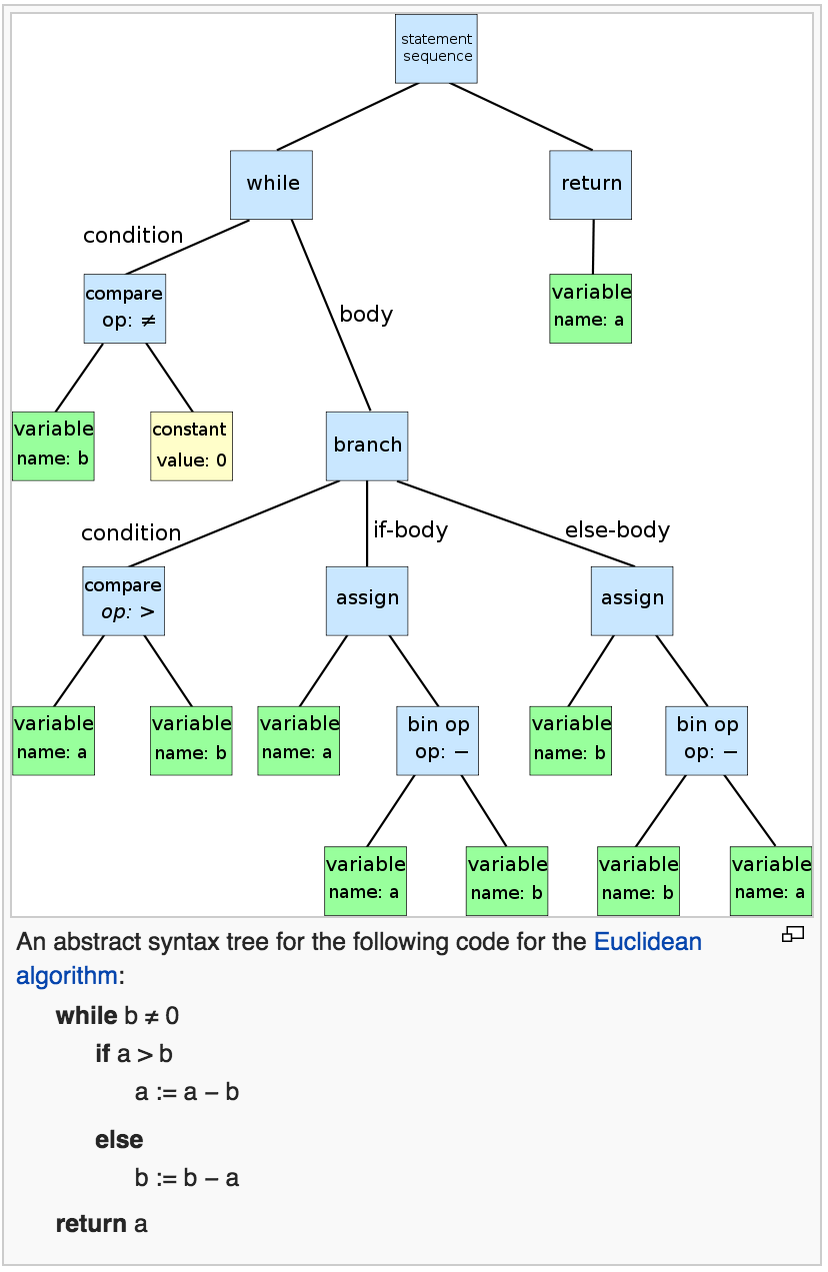 statement
sequence
while
return
condition
compare
op: ≠
body
variable
name: a
variable
name: b
constant
value: 0
branch
condition
if-body
else-body
compare
op: >
assign
assign
variable
name: a
variable
name: b
variable
name: a
bin op
op: −
variable
name: b
bin op
op: −
variable
name: a
variable
name: b
variable
name: b
variable
name: a
An abstract syntax tree for the following code for the Euclidean
algorithm:
while b ≠ 0
if a > b
a := a − b
else
b := b − a
return a